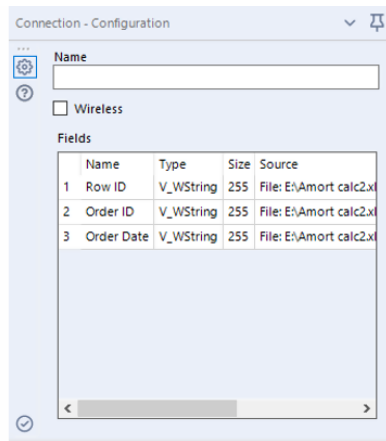 Connection - Configuration
Name
Wireless
Fields
Name Type Size Source
1 Row ID V_WString 255 File: E:\Amort calc2.xl
2 Order ID V_WString 255 File: E:\Amort calc2.xl
3 Order Date V_WString 255 File: E:\Amort calc2.xl